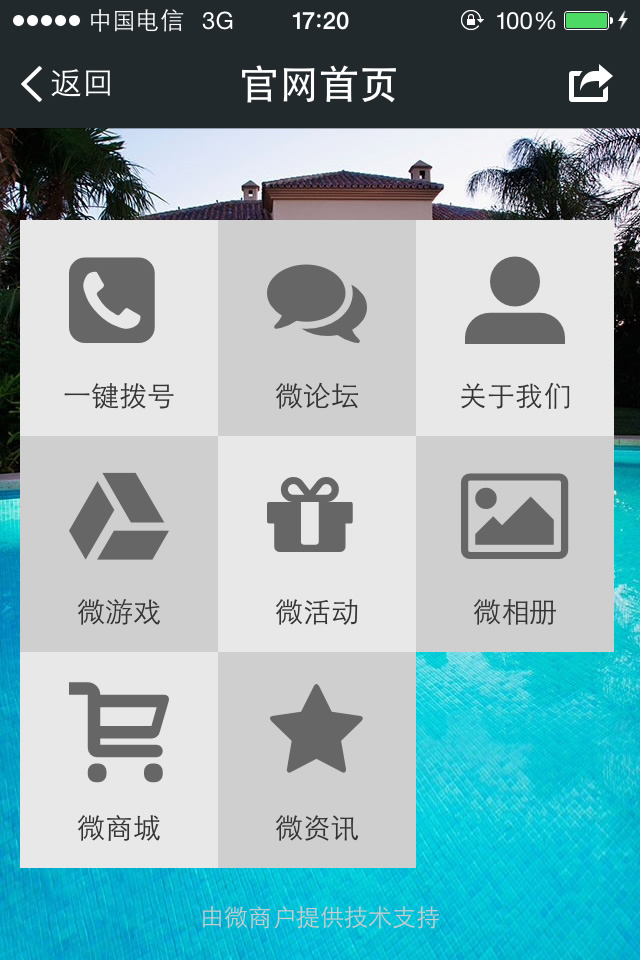 中国电信 3G 17:20 100%
返回 官网首页
一键拨号 微论坛 关于我们
微游戏 微活动 微相册
微商城 微资讯
由微商户提供技术支持